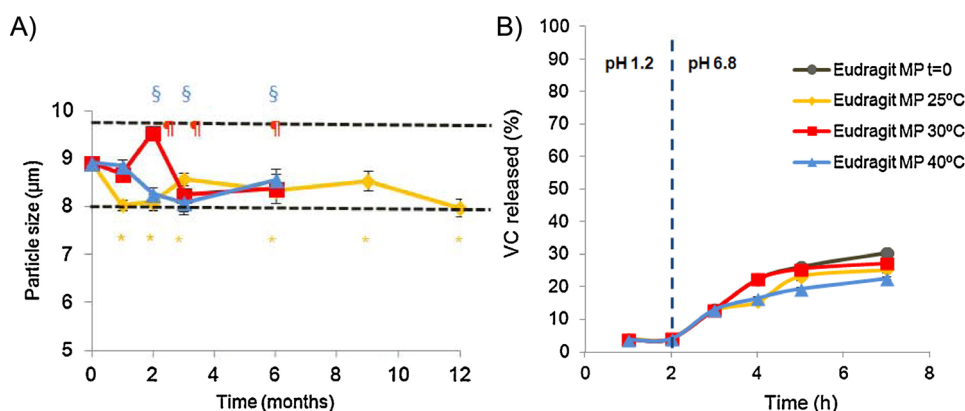 A)
§ § §
¶ ¶ ¶
10
9
8
7
6
5
* * * * * *
0 2 4 6 8 10 12
Particle size (µm)
Time (months)
B)
100
90
80
70
60
50
40
30
20
10
0
pH 1.2 pH 6.8
0 2 4 6 8
VC released (%)
Time (h)
Eudragit MP t=0
Eudragit MP 25ºC
Eudragit MP 30ºC
Eudragit MP 40ºC